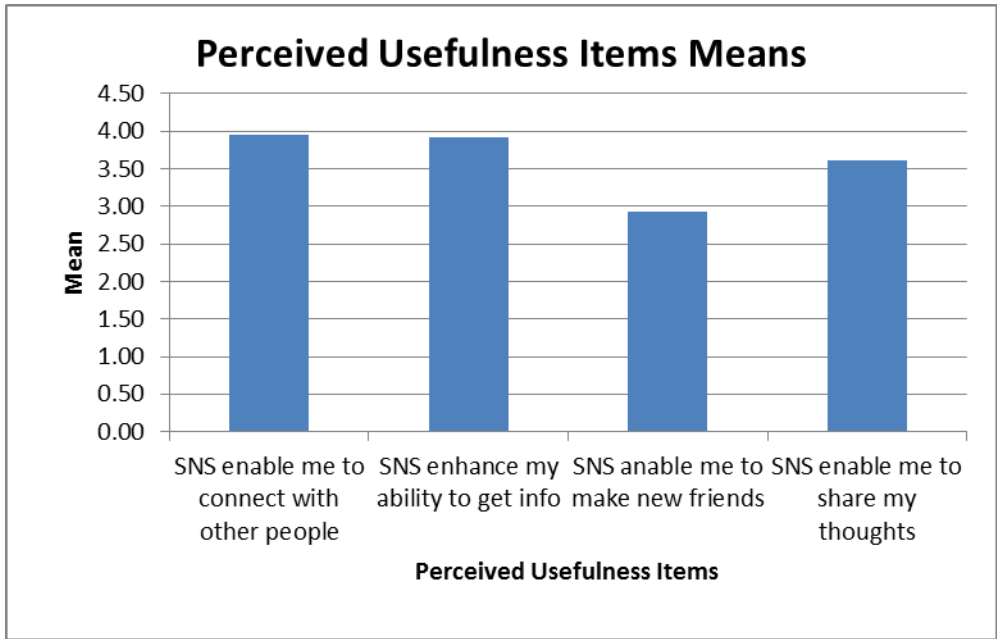 Perceived Usefulness Items Means
4.50
4.00
3.50
3.00
2.50
2.00
1.50
1.00
0.50
0.00
Mean
SNS enable me to
connect with
other people
SNS enhance my
ability to get info
SNS anable me to
make new friends
SNS enable me to
share my
thoughts
Perceived Usefulness Items